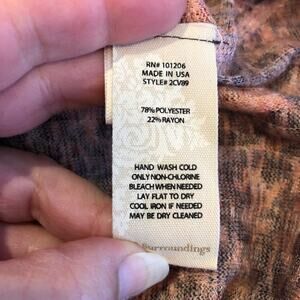 RN# 101206
MADE IN USA
STYLE# 2CV89
78% POLYESTER
22% RAYON
HAND WASH COLD
ONLY NON-CHLORINE
BLEACH WHEN NEEDED
LAY FLAT TO DRY
COOL IRON IF NEEDED
MAY BE DRY CLEANED
Surroundings